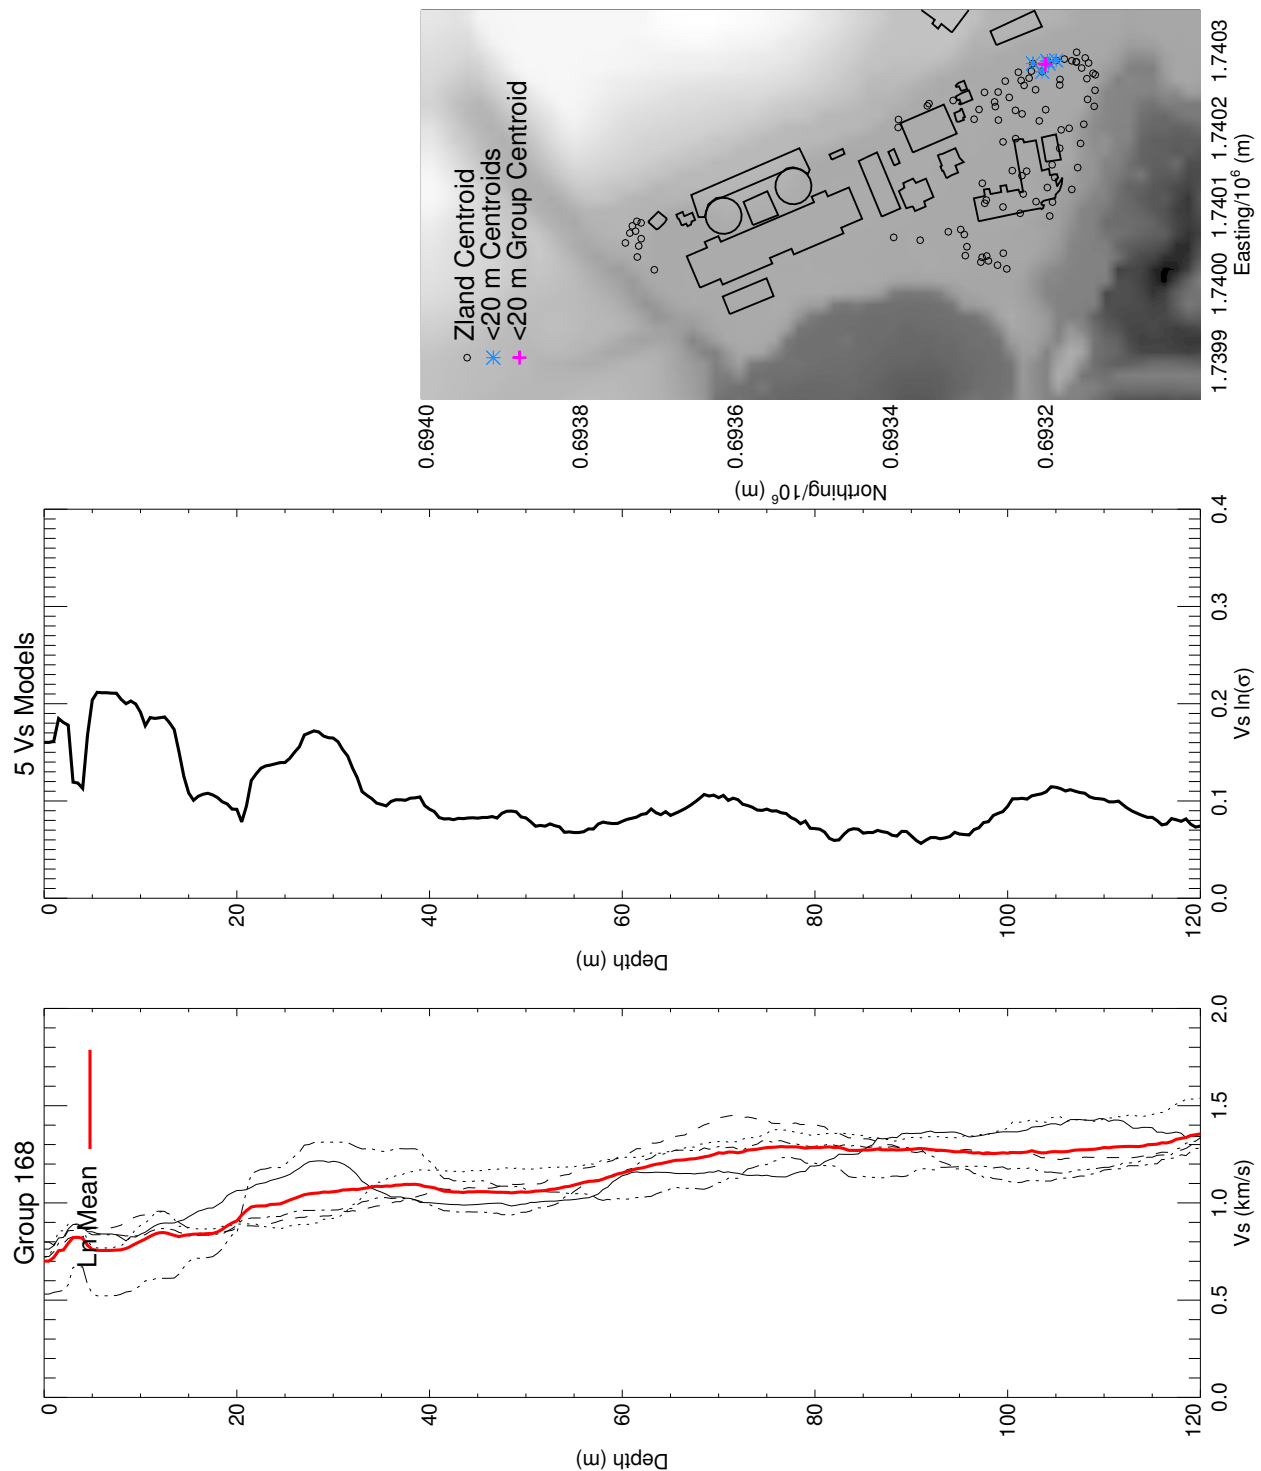 Group 168
Ln Mean
0
20
40
60
80
100
120
Depth (m)
0.0
0.5
1.0
1.5
2.0
Vs (km/s)
5 Vs Models
0
20
40
60
80
100
120
Depth (m)
0.0
0.1
0.2
0.3
0.4
Vs ln(σ)
Zland Centroid
<20 m Centroids
<20 m Group Centroid
0.6940
0.6938
0.6936
0.6934
0.6932
Northing/10⁶ (m)
1.7399
1.7400
1.7401
1.7402
1.7403
Easting/10⁶ (m)